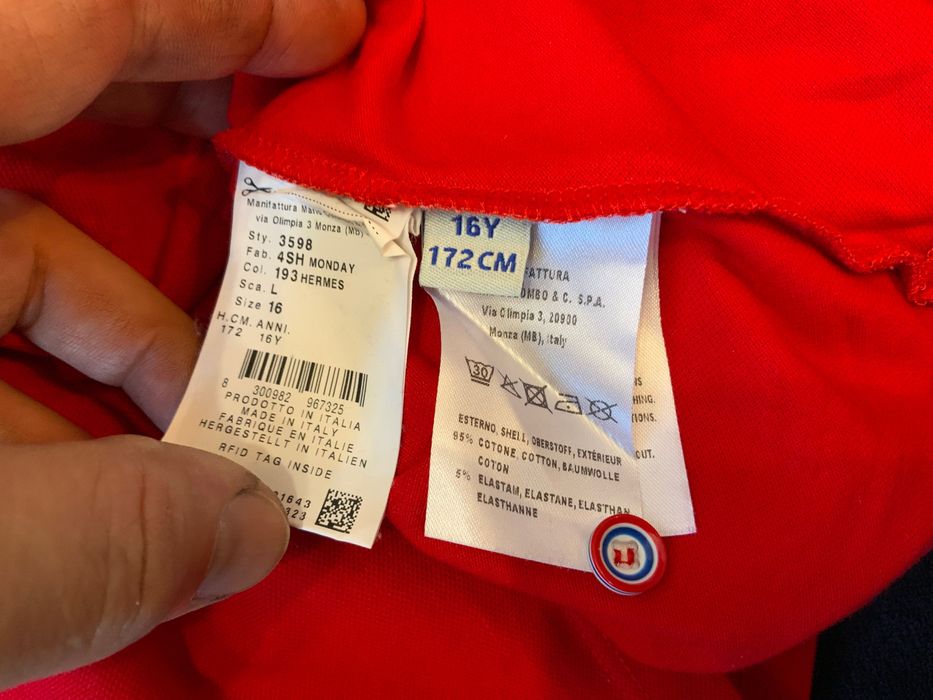 Manifattura
via Olimpia 3 Monza (Mb)
Sty. 3598
Fab. 4SH MONDAY
Col. 193 HERMES
Sca. L
Size 16
H.CM. ANNI.
172 16Y
8 300982 967325
PRODOTTO IN ITALIA
MADE IN ITALY
FABRIQUE EN ITALIE
HERGESTELLT IN ITALIEN
RFID TAG INSIDE
16Y
172 CM
& C. S.P.A.
Via Olimpia 3, 20900
Monza (MB), Italy
30
ESTERNO, SHELL, OBERSTOFF, EXTÉRIEUR
95% COTONE, COTTON, BAUMWOLLE
COTON
5% ELASTAM, ELASTANE, ELASTHAN
ELASTHANNE